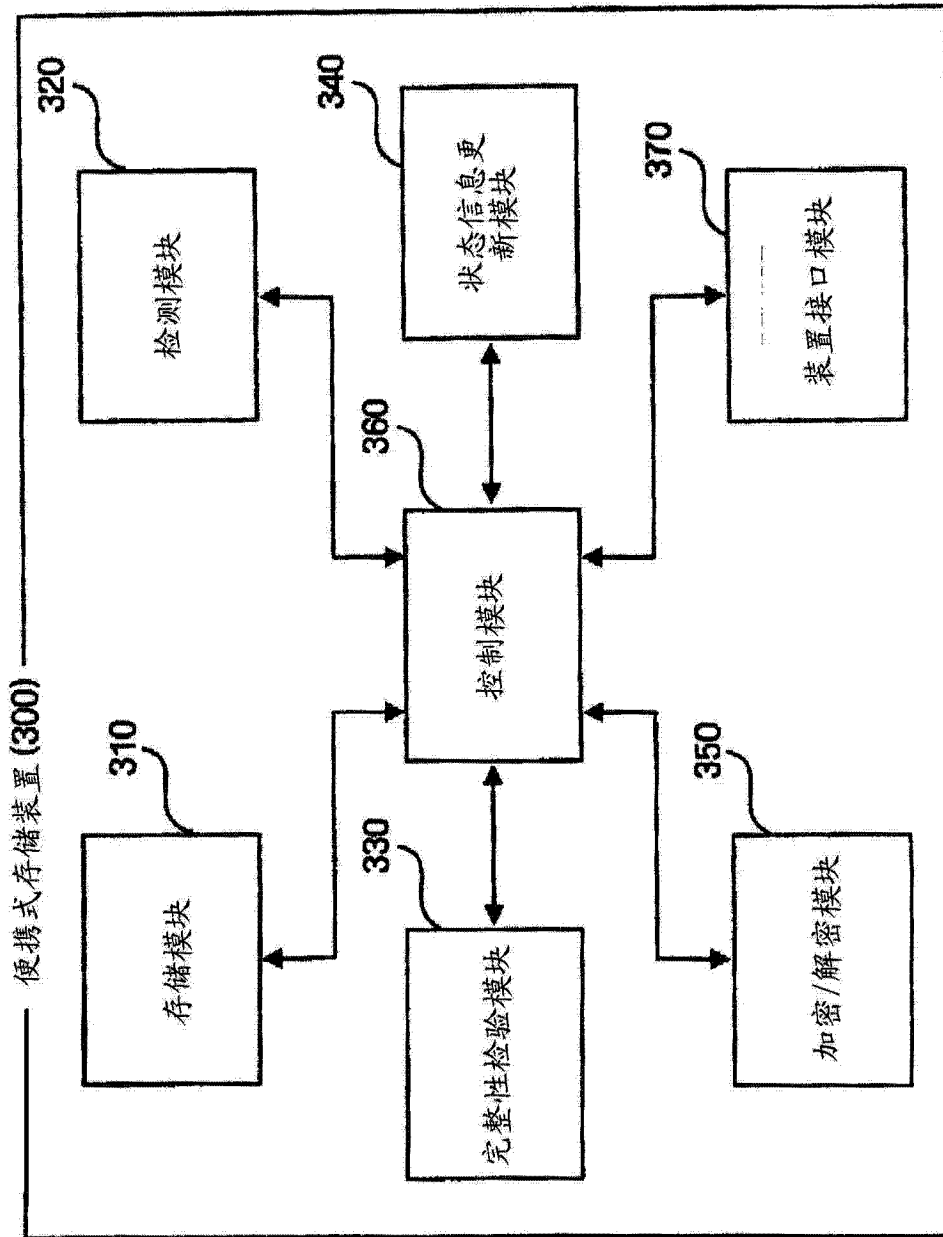 便携式存储装置(300)
310
存储模块
320
检测模块
330
完整性检验模块
360
控制模块
340
状态信息更
新模块
350
加密/解密模块
370
装置接口模块